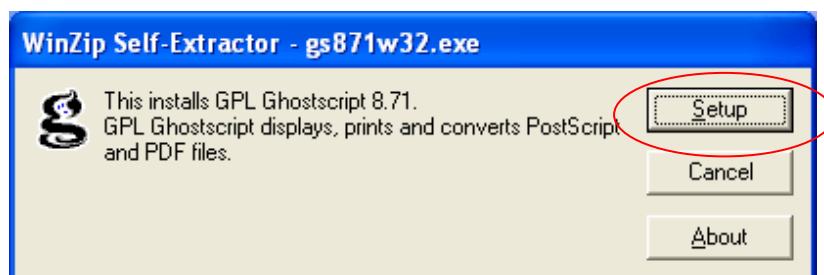 WinZip Self-Extractor - gs871w32.exe
This installs GPL Ghostscript 8.71.
GPL Ghostscript displays, prints and converts PostScript
and PDF files.
Setup
Cancel
About